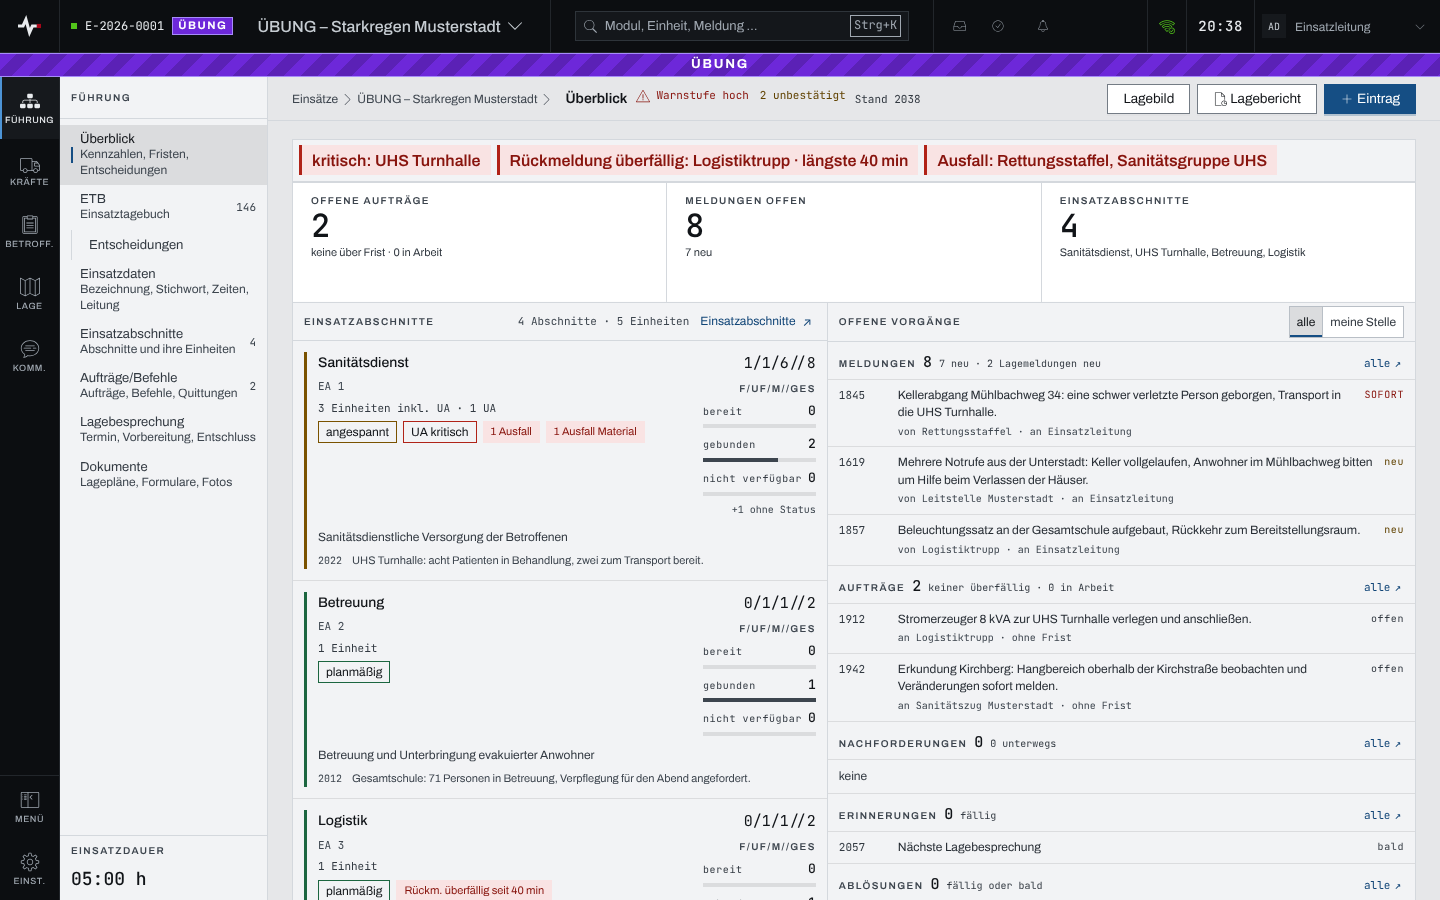 E-2026-0001 ÜBUNG ÜBUNG – Starkregen Musterstadt Modul, Einheit, Meldung ... Strg+K 20:38 AD Einsatzleitung
ÜBUNG
FÜHRUNG
KRÄFTE
BETROFF.
LAGE
KOMM.
MENÜ
EINST.
FÜHRUNG
Überblick
Kennzahlen, Fristen,
Entscheidungen
ETB
Einsatztagebuch 146
Entscheidungen
Einsatzdaten
Bezeichnung, Stichwort, Zeiten,
Leitung
Einsatzabschnitte
Abschnitte und ihre Einheiten 4
Aufträge/Befehle
Aufträge, Befehle, Quittungen 2
Lagebesprechung
Termin, Vorbereitung, Entschluss
Dokumente
Lagepläne, Formulare, Fotos
EINSATZDAUER
05:00 h
Einsätze ÜBUNG – Starkregen Musterstadt Überblick Warnstufe hoch 2 unbestätigt Stand 2038 Lagebild Lagebericht + Eintrag
kritisch: UHS Turnhalle Rückmeldung überfällig: Logistiktrupp · längste 40 min Ausfall: Rettungsstaffel, Sanitätsgruppe UHS
OFFENE AUFTRÄGE
2
keine über Frist · 0 in Arbeit
MELDUNGEN OFFEN
8
7 neu
EINSATZABSCHNITTE
4
Sanitätsdienst, UHS Turnhalle, Betreuung, Logistik
EINSATZABSCHNITTE 4 Abschnitte · 5 Einheiten Einsatzabschnitte ↗
Sanitätsdienst 1/1/6//8
EA 1 F/UF/M//GES
3 Einheiten inkl. UA · 1 UA
angespannt UA kritisch 1 Ausfall 1 Ausfall Material
bereit 0
gebunden 2
nicht verfügbar 0
+1 ohne Status
Sanitätsdienstliche Versorgung der Betroffenen
2022 UHS Turnhalle: acht Patienten in Behandlung, zwei zum Transport bereit.
Betreuung 0/1/1//2
EA 2 F/UF/M//GES
1 Einheit
planmäßig
bereit 0
gebunden 1
nicht verfügbar 0
Betreuung und Unterbringung evakuierter Anwohner
2012 Gesamtschule: 71 Personen in Betreuung, Verpflegung für den Abend angefordert.
Logistik 0/1/1//2
EA 3 F/UF/M//GES
1 Einheit
planmäßig Rückm. überfällig seit 40 min
bereit 0
OFFENE VORGÄNGE alle meine Stelle
MELDUNGEN 8 7 neu · 2 Lagemeldungen neu alle ↗
1845 Kellerabgang Mühlbachweg 34: eine schwer verletzte Person geborgen, Transport in SOFORT
die UHS Turnhalle.
von Rettungsstaffel · an Einsatzleitung
1619 Mehrere Notrufe aus der Unterstadt: Keller vollgelaufen, Anwohner im Mühlbachweg bitten neu
um Hilfe beim Verlassen der Häuser.
von Leitstelle Musterstadt · an Einsatzleitung
1857 Beleuchtungssatz an der Gesamtschule aufgebaut, Rückkehr zum Bereitstellungsraum. neu
von Logistiktrupp · an Einsatzleitung
AUFTRÄGE 2 keiner überfällig · 0 in Arbeit alle ↗
1912 Stromerzeuger 8 kVA zur UHS Turnhalle verlegen und anschließen. offen
an Logistiktrupp · ohne Frist
1942 Erkundung Kirchberg: Hangbereich oberhalb der Kirchstraße beobachten und offen
Veränderungen sofort melden.
an Sanitätszug Musterstadt · ohne Frist
NACHFORDERUNGEN 0 0 unterwegs alle ↗
keine
ERINNERUNGEN 0 fällig alle ↗
2057 Nächste Lagebesprechung bald
ABLÖSUNGEN 0 fällig oder bald alle ↗